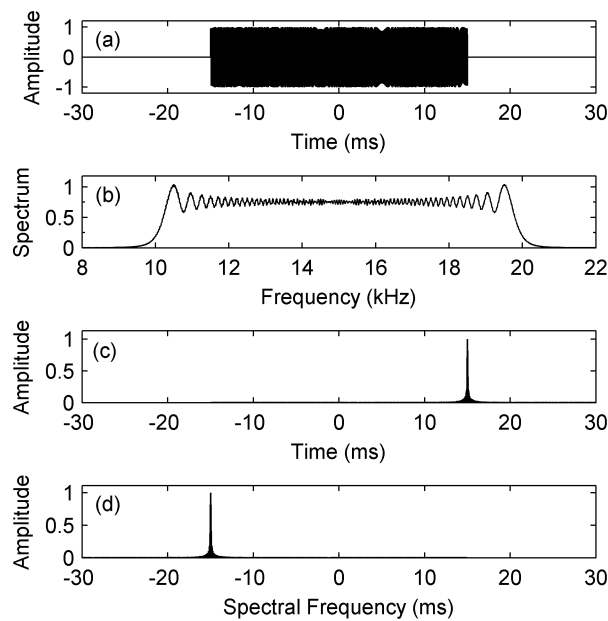 (a)
Amplitude
1
0
-1
-30 -20 -10 0 10 20 30
Time (ms)
(b)
Spectrum
1
0.5
0
8 10 12 14 16 18 20 22
Frequency (kHz)
(c)
Amplitude
1
0.5
0
-30 -20 -10 0 10 20 30
Time (ms)
(d)
Amplitude
1
0.5
0
-30 -20 -10 0 10 20 30
Spectral Frequency (ms)